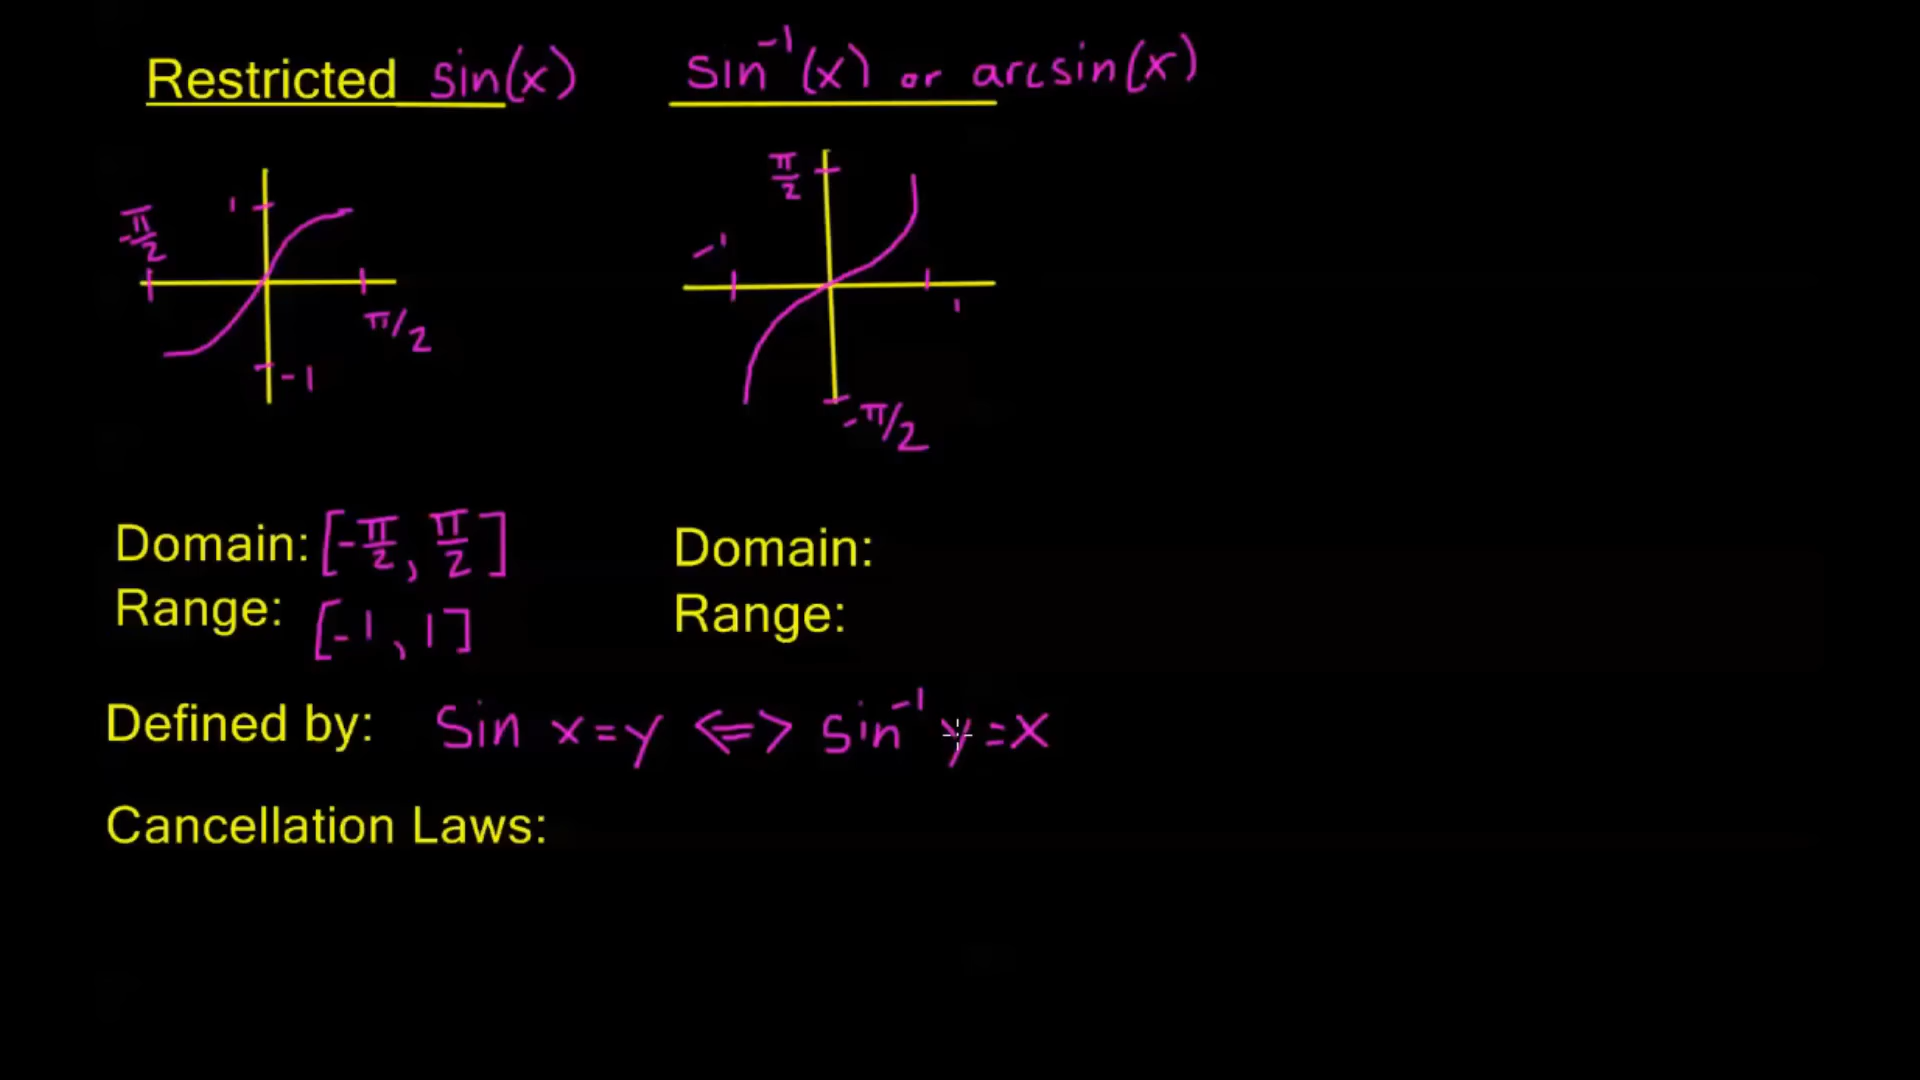 Restricted sin(x)
sin⁻¹(x) or arcsin(x)
-π/2
1
π/2
-1
π/2
-1
1
-π/2
Domain: [-π/2, π/2]
Range: [-1, 1]
Domain:
Range:
Defined by: Sin x=y <=> sin⁻¹ y=x
Cancellation Laws: